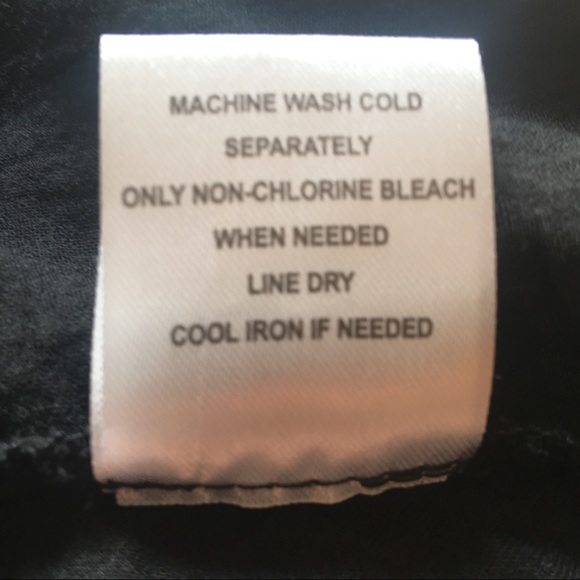 MACHINE WASH COLD
SEPARATELY
ONLY NON-CHLORINE BLEACH
WHEN NEEDED
LINE DRY
COOL IRON IF NEEDED